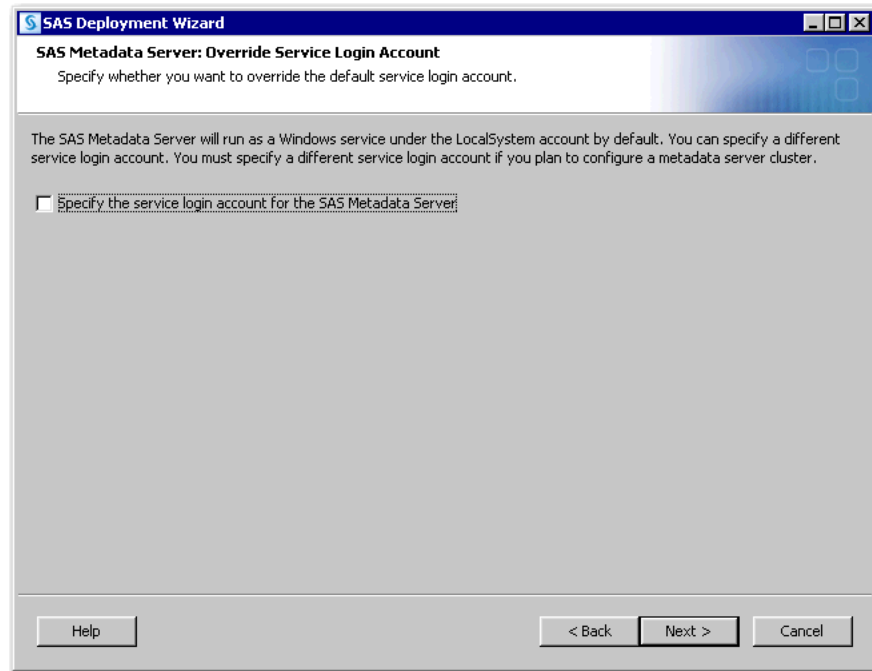 SAS Deployment Wizard
SAS Metadata Server: Override Service Login Account
Specify whether you want to override the default service login account.
The SAS Metadata Server will run as a Windows service under the LocalSystem account by default. You can specify a different
service login account. You must specify a different service login account if you plan to configure a metadata server cluster.
Specify the service login account for the SAS Metadata Server
Help
< Back
Next >
Cancel